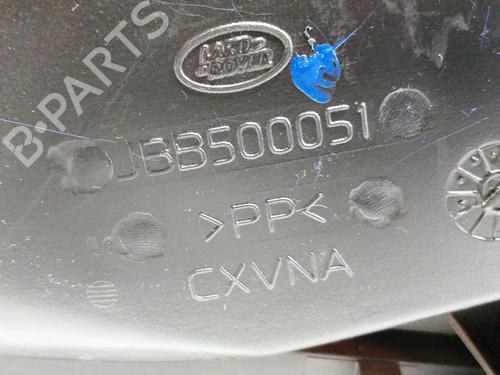 LAND
ROVER
B-PARTS
JBB500051
>PP<
CXVNA